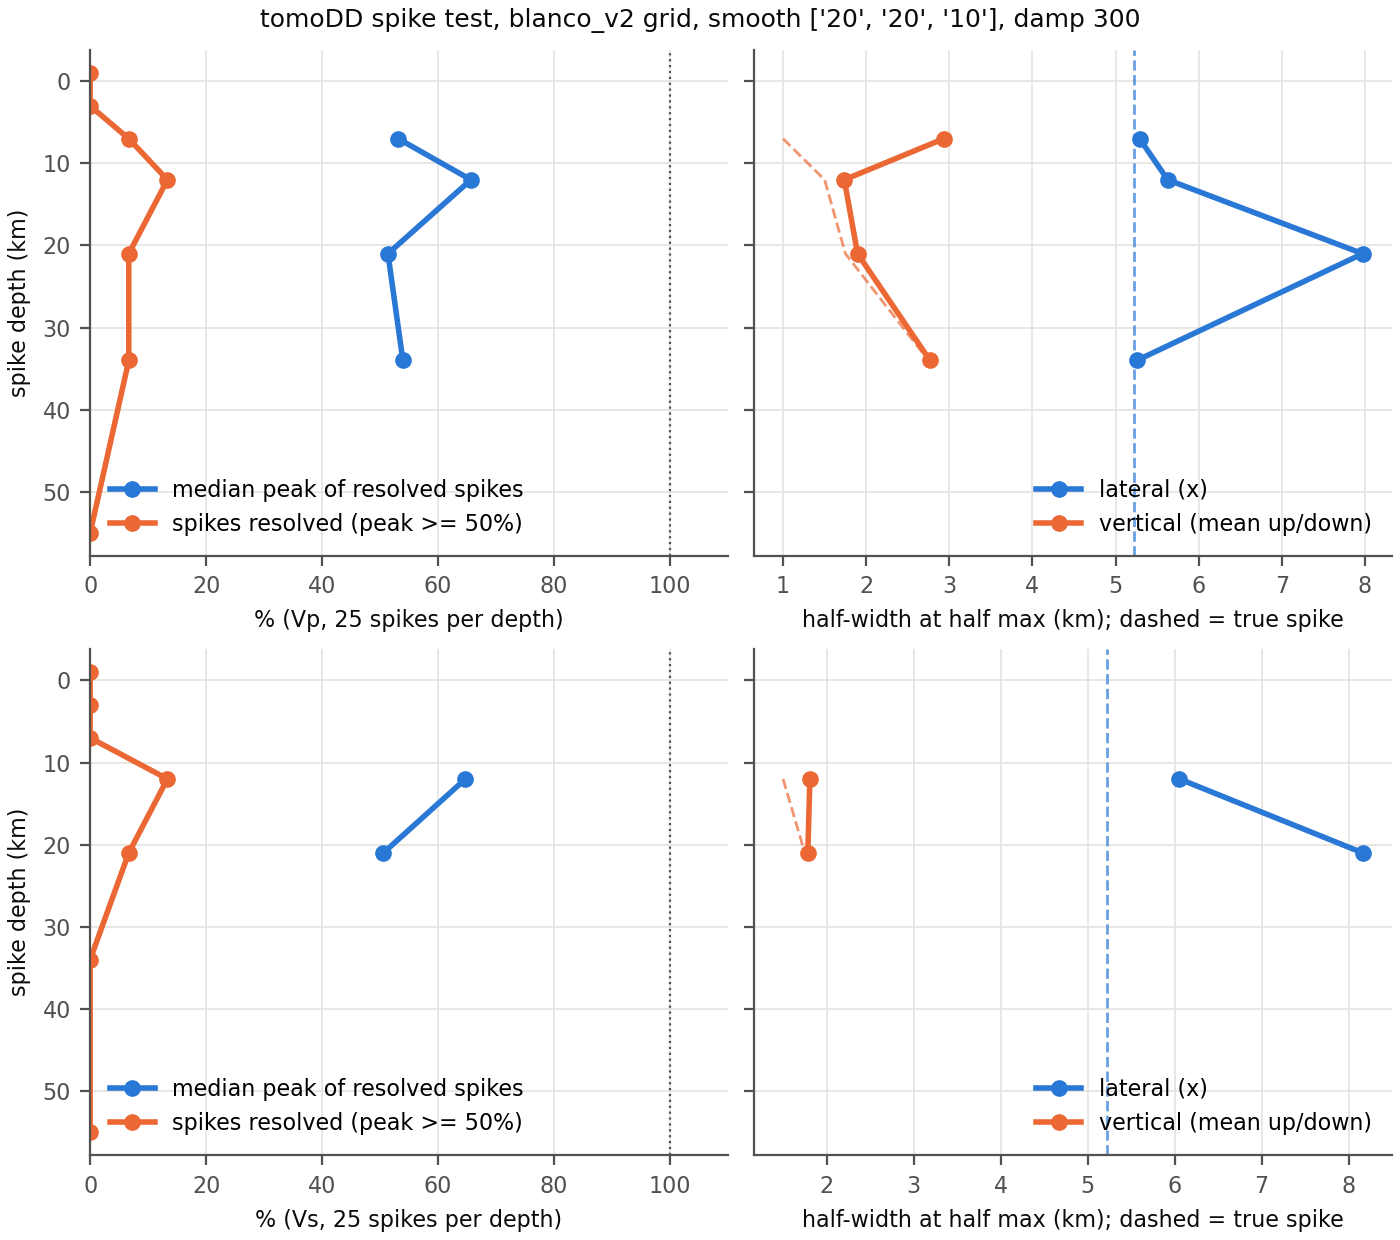 tomoDD spike test, blanco_v2 grid, smooth ['20', '20', '10'], damp 300
0
10
20
30
40
50
spike depth (km)
median peak of resolved spikes
spikes resolved (peak >= 50%)
0 20 40 60 80 100
% (Vp, 25 spikes per depth)
lateral (x)
vertical (mean up/down)
1 2 3 4 5 6 7 8
half-width at half max (km); dashed = true spike
0
10
20
30
40
50
spike depth (km)
median peak of resolved spikes
spikes resolved (peak >= 50%)
0 20 40 60 80 100
% (Vs, 25 spikes per depth)
lateral (x)
vertical (mean up/down)
2 3 4 5 6 7 8
half-width at half max (km); dashed = true spike